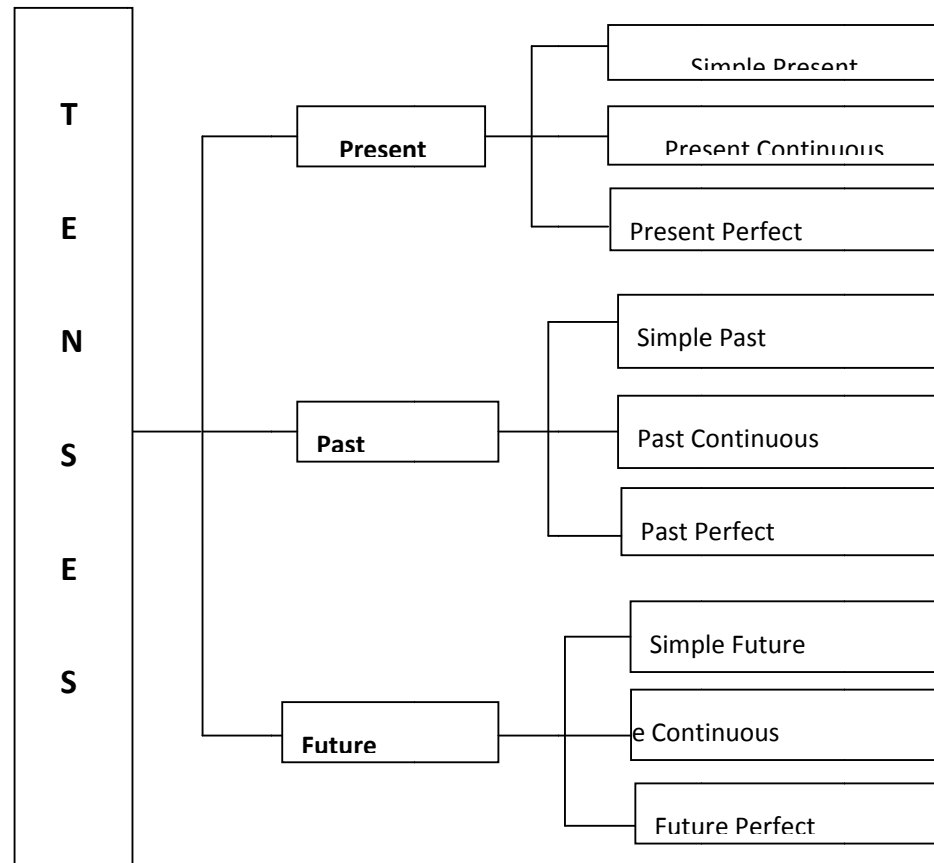 T
E
N
S
E
S
Present
Simple Present
Present Continuous
Present Perfect
Past
Simple Past
Past Continuous
Past Perfect
Future
Simple Future
e Continuous
Future Perfect